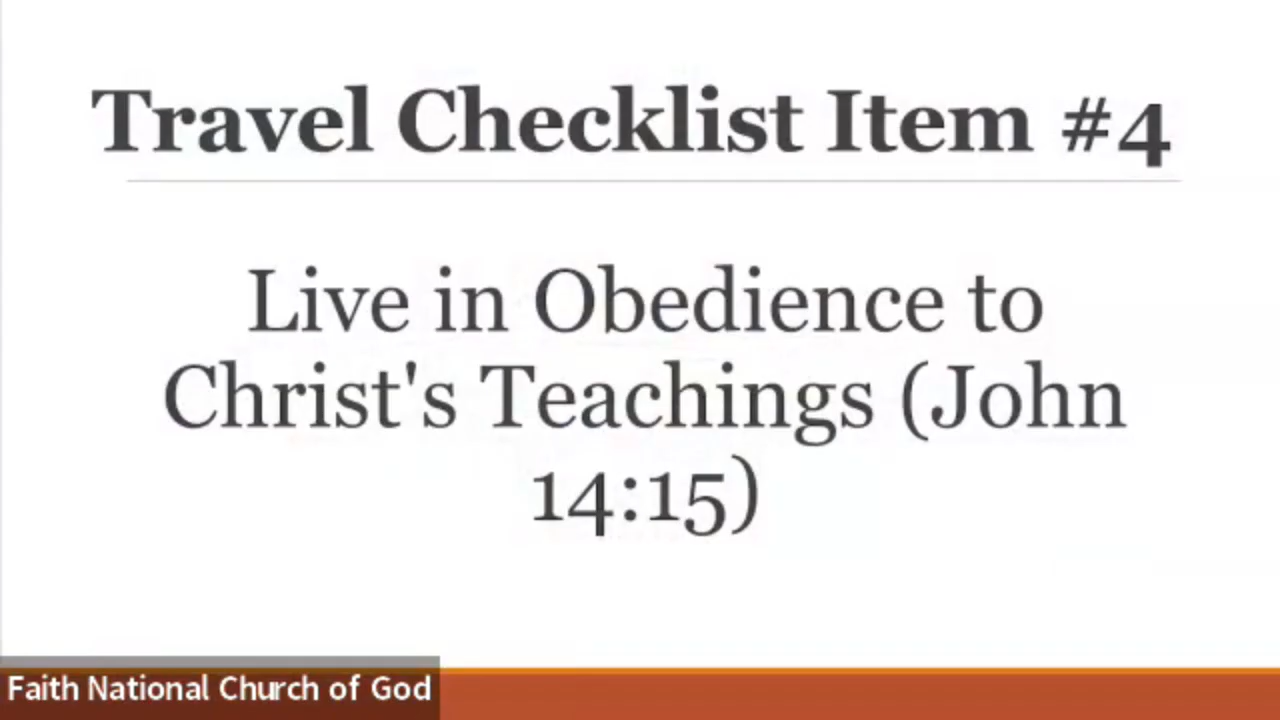 Travel Checklist Item #4
Live in Obedience to
Christ's Teachings (John
14:15)
Faith National Church of God